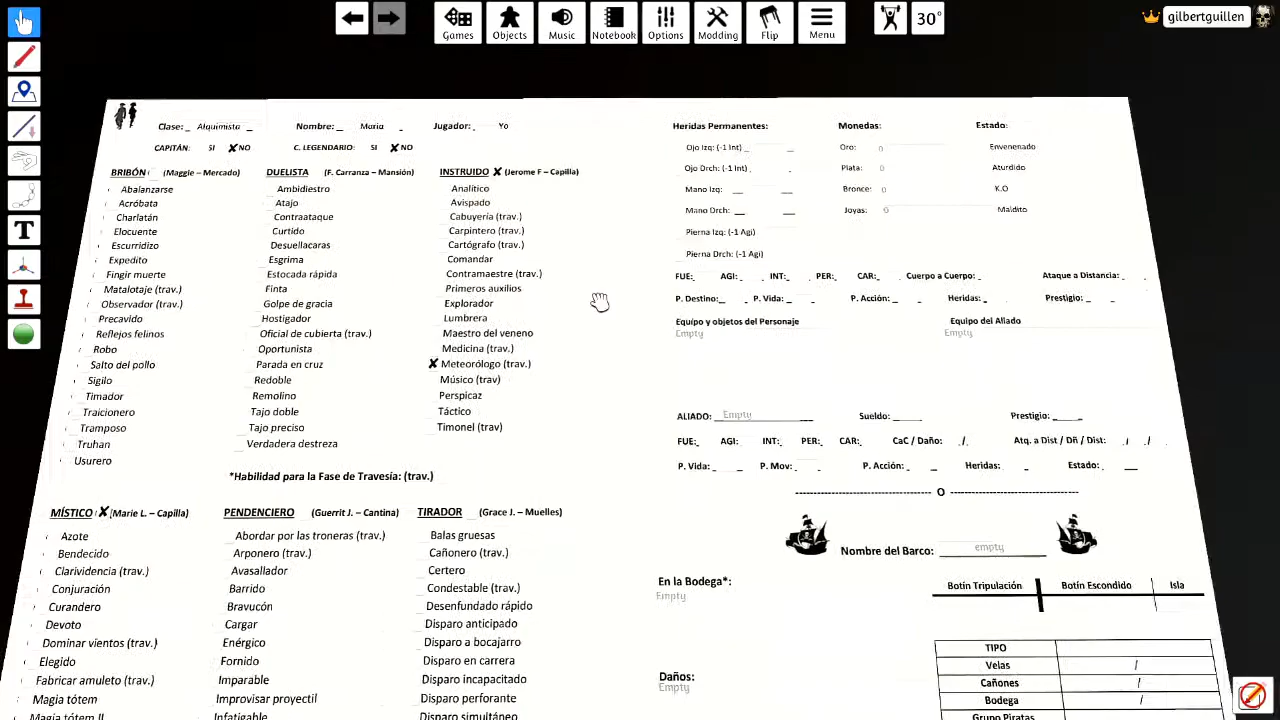 Games
Objects
Music
Notebook
Options
Modding
Flip
Menu
30°
gilbertguillen
Clase: _ Alquimista _ Nombre: __ Maria _ Jugador: _ Yo
CAPITÁN: SI ✘NO C. LEGENDARIO: SI ✘NO
BRIBÓN (Maggie – Mercado)
Abalanzarse
Acróbata
Charlatán
Elocuente
Escurridizo
Expedito
Fingir muerte
Matalotaje (trav.)
Observador (trav.)
Precavido
Reflejos felinos
Robo
Salto del pollo
Sigilo
Timador
Traicionero
Tramposo
Truhan
Usurero
DUELISTA (F. Carranza – Mansión)
Ambidiestro
Atajo
Contraataque
Curtido
Desuellacaras
Esgrima
Estocada rápida
Finta
Golpe de gracia
Hostigador
Oficial de cubierta (trav.)
Oportunista
Parada en cruz
Redoble
Remolino
Tajo doble
Tajo preciso
Verdadera destreza
INSTRUIDO ✘ (Jerome F – Capilla)
Analítico
Avispado
Cabuyería (trav.)
Carpintero (trav.)
Cartógrafo (trav.)
Comandar
Contramaestre (trav.)
Primeros auxilios
Explorador
Lumbrera
Maestro del veneno
Medicina (trav.)
✘ Meteorólogo (trav.)
Músico (trav)
Perspicaz
Táctico
Timonel (trav)
*Habilidad para la Fase de Travesía: (trav.)
MÍSTICO ✘ (Marie L. – Capilla)
Azote
Bendecido
Clarividencia (trav.)
Conjuración
Curandero
Devoto
Dominar vientos (trav.)
Elegido
Fabricar amuleto (trav.)
Magia tótem
Magia tótem II
PENDENCIERO (Guerrit J. – Cantina)
Abordar por las troneras (trav.)
Arponero (trav.)
Avasallador
Barrido
Bravucón
Cargar
Enérgico
Fornido
Imparable
Improvisar proyectil
Infatigable
TIRADOR (Grace J. – Muelles)
Balas gruesas
Cañonero (trav.)
Certero
Condestable (trav.)
Desenfundado rápido
Disparo anticipado
Disparo a bocajarro
Disparo en carrera
Disparo incapacitado
Disparo perforante
Disparo simultáneo
Heridas Permanentes:
Ojo Izq: (-1 Int)
Ojo Drch: (-1 Int)
Mano Izq:
Mano Drch:
Pierna Izq: (-1 Agi)
Pierna Drch: (-1 Agi)
Monedas:
Oro: 0
Plata: 0
Bronce: 0
Joyas: 0
Estado:
Envenenado
Aturdido
K.O
Maldito
FUE: AGI: INT: PER: CAR: Cuerpo a Cuerpo: Ataque a Distancia:
P. Destino: P. Vida: P. Acción: Heridas: Prestigio:
Equipo y objetos del Personaje Equipo del Aliado
Empty Empty
ALIADO: Empty Sueldo: Prestigio:
FUE: AGI: INT: PER: CAR: CaC / Daño: / Atq. a Dist / Dñ / Dist: / /
P. Vida: P. Mov: P. Acción: Heridas: Estado:
------------------------------- O -----------------------------
Nombre del Barco: empty
En la Bodega*:
Empty
Botín Tripulación Botín Escondido Isla
Daños:
Empty
TIPO
Velas /
Cañones /
Bodega /
Grupo Piratas